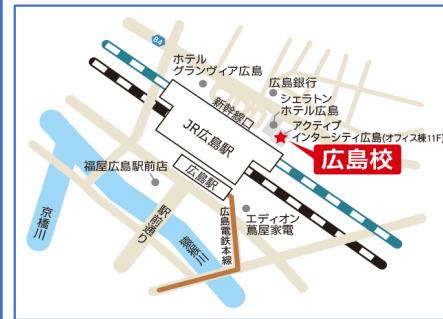 84
ホテル
グランヴィア広島
広島銀行
シェラトン
ホテル広島
新幹線口
アクティブ
インターシティ広島(オフィス棟11F)
JR広島駅
広島校
福屋広島駅前店
広島駅
京橋川
駅前通り
猿猴川
広島電鉄本線
エディオン
蔦屋家電